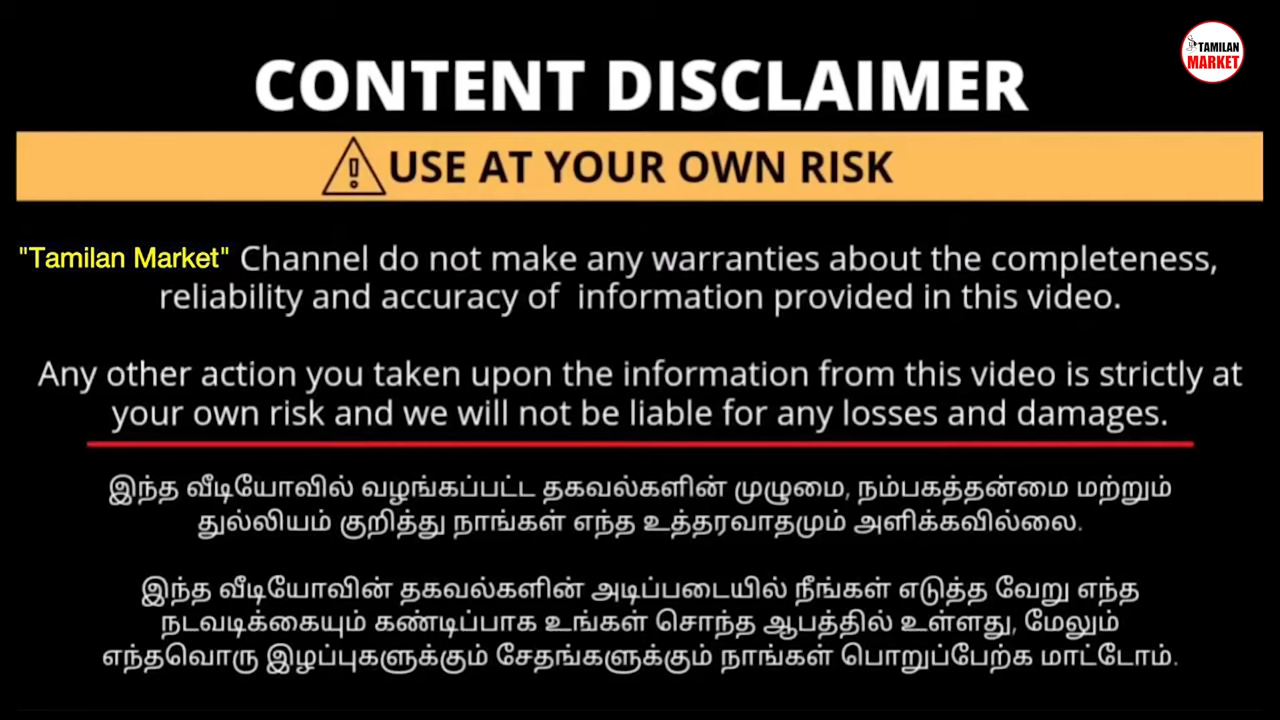 TAMILAN
MARKET
CONTENT DISCLAIMER
USE AT YOUR OWN RISK
"Tamilan Market" Channel do not make any warranties about the completeness,
reliability and accuracy of information provided in this video.
Any other action you taken upon the information from this video is strictly at
your own risk and we will not be liable for any losses and damages.
இந்த வீடியோவில் வழங்கப்பட்ட தகவல்களின் முழுமை, நம்பகத்தன்மை மற்றும்
துல்லியம் குறித்து நாங்கள் எந்த உத்தரவாதமும் அளிக்கவில்லை.
இந்த வீடியோவின் தகவல்களின் அடிப்படையில் நீங்கள் எடுத்த வேறு எந்த
நடவடிக்கையும் கண்டிப்பாக உங்கள் சொந்த ஆபத்தில் உள்ளது, மேலும்
எந்தவொரு இழப்புகளுக்கும் சேதங்களுக்கும் நாங்கள் பொறுப்பேற்க மாட்டோம்.